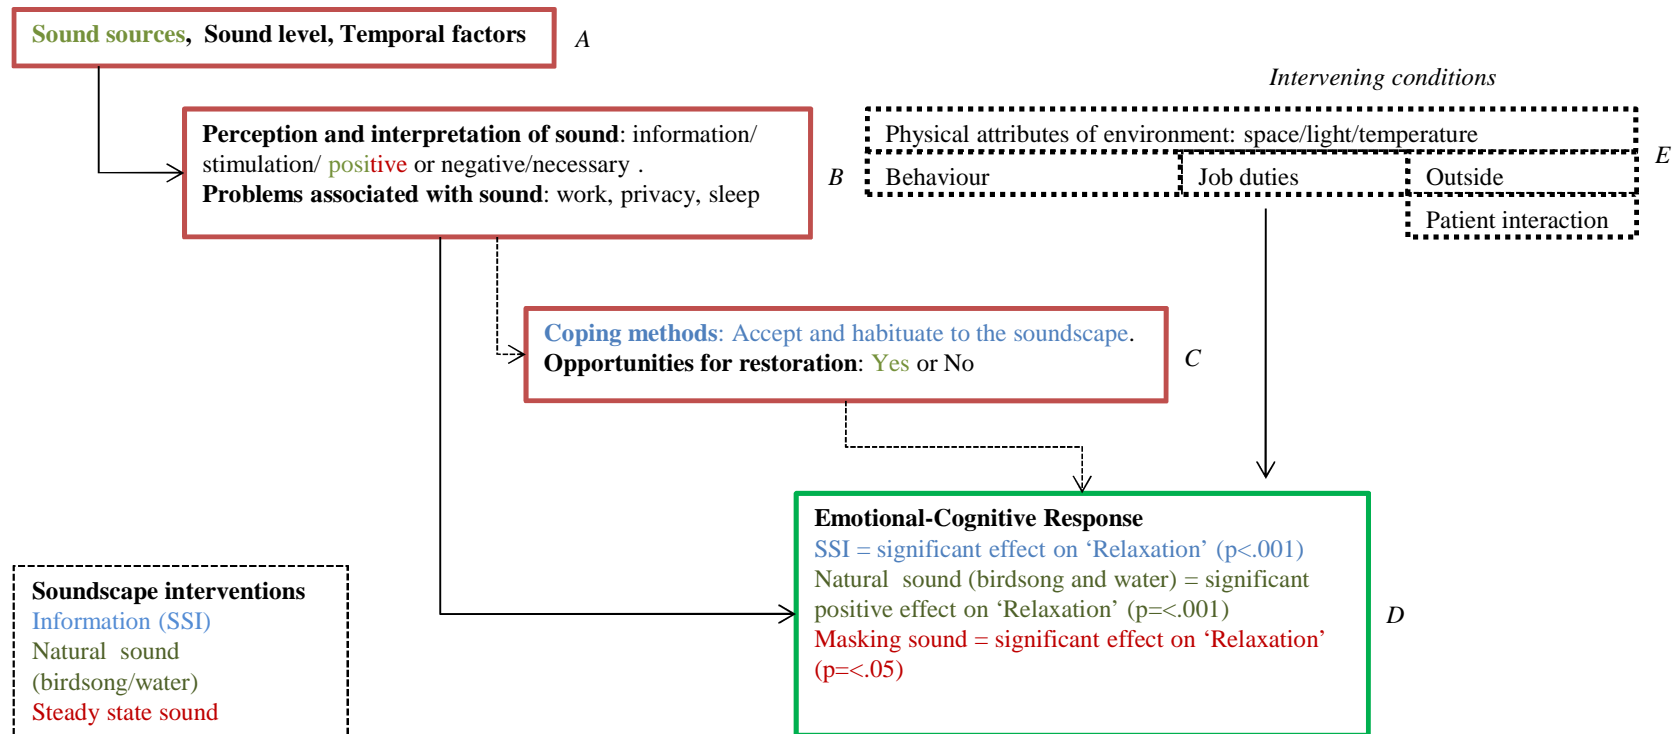 Sound sources, Sound level, Temporal factors
A
Intervening conditions
Perception and interpretation of sound: information/
stimulation/ positive or negative/necessary .
Problems associated with sound: work, privacy, sleep
B
Physical attributes of environment: space/light/temperature
E
Behaviour
Job duties
Outside
Patient interaction
Coping methods: Accept and habituate to the soundscape.
Opportunities for restoration: Yes or No
C
Emotional-Cognitive Response
SSI = significant effect on ‘Relaxation’ (p<.001)
Natural sound (birdsong and water) = significant
positive effect on ‘Relaxation’ (p=<.001)
Masking sound = significant effect on ‘Relaxation’
(p=<.05)
D
Soundscape interventions
Information (SSI)
Natural sound
(birdsong/water)
Steady state sound